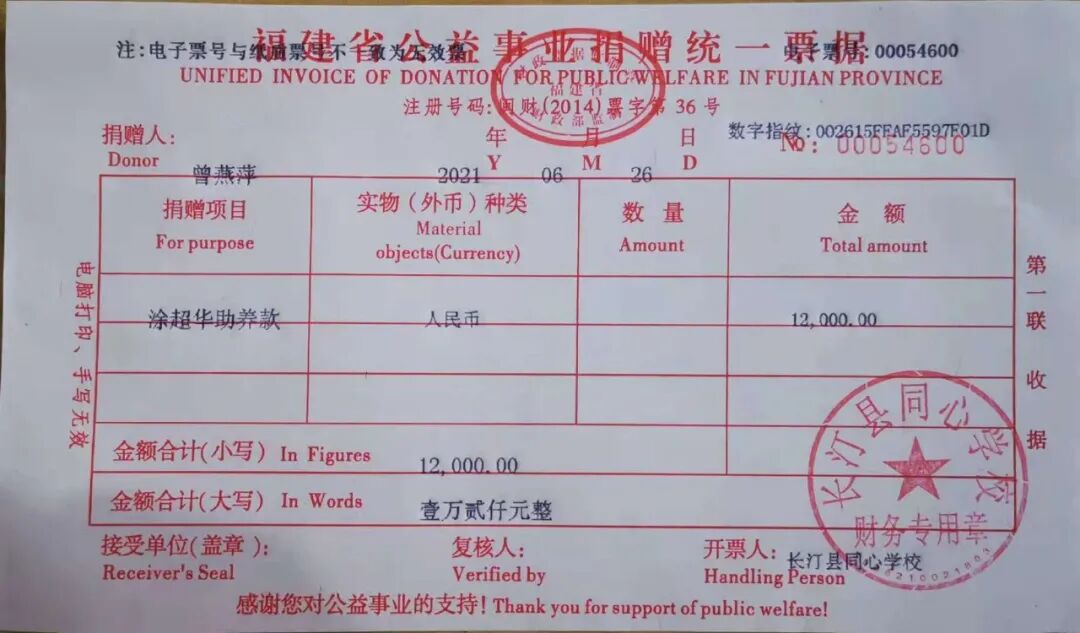 福建省公益事业捐赠统一票据
注:电子票号与纸质票号不一致为无效票
电子票号:00054600
UNIFIED INVOICE OF DONATION FOR PUBLIC WELFARE IN FUJIAN PROVINCE
福建省
注册号码:闽财(2014)票字第 36 号
捐赠人:
Donor
曾燕萍
年 月 日
Y M D
2021 06 26
数字指纹:002615FEAF5597E01D
No: 00054600
捐赠项目
For purpose
实物(外币)种类
Material
objects(Currency)
数 量
Amount
金 额
Total amount
涂超华助养款 人民币 12,000.00
金额合计(小写) In Figures 12,000.00
金额合计(大写) In Words 壹万贰仟元整
接受单位(盖章):
Receiver's Seal
复核人:
Verified by
开票人:
Handling Person
长汀县同心学校
感谢您对公益事业的支持! Thank you for support of public welfare!
电脑打印、手写无效
第一联 收据
长汀县同心学校
财务专用章